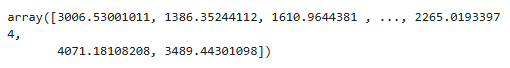 array([3006.53001011, 1386.35244112, 1610.9644381 , ..., 2265.0193397
4,
       4071.18108208, 3489.44301098])